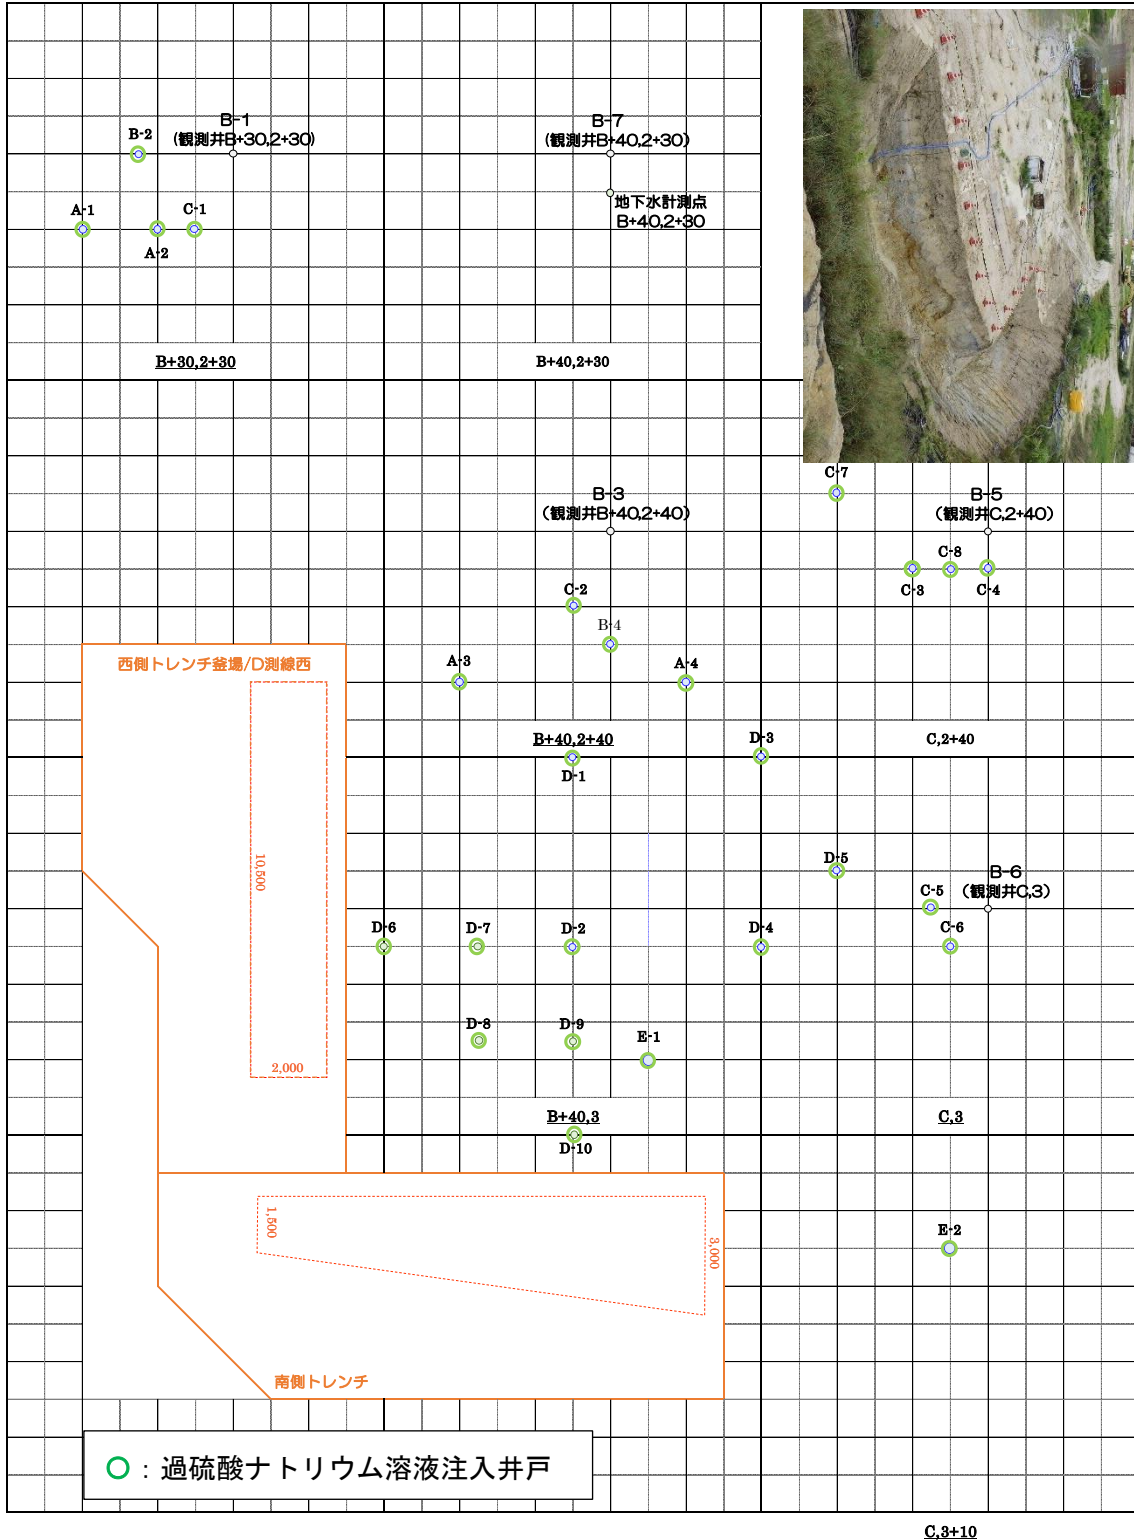 B-1
(観測井B+30,2+30)
B-2
B-7
(観測井B+40,2+30)
地下水計測点
B+40,2+30
A-1
C-1
A-2
B+30,2+30
B+40,2+30
C-7
B-3
(観測井B+40,2+40)
B-5
(観測井C,2+40)
C-8
C-3
C-4
C-2
B-4
西側トレンチ釜場/D測線西
A-3
A-4
B+40,2+40
D-3
C,2+40
D-1
10,500
D-5
B-6
(観測井C,3)
C-5
D-6
D-7
D-2
D-4
C-6
D-8
D-9
E-1
2,000
B+40,3
C,3
D-10
1,500
3,000
E-2
南側トレンチ
○：過硫酸ナトリウム溶液注入井戸
C,3+10